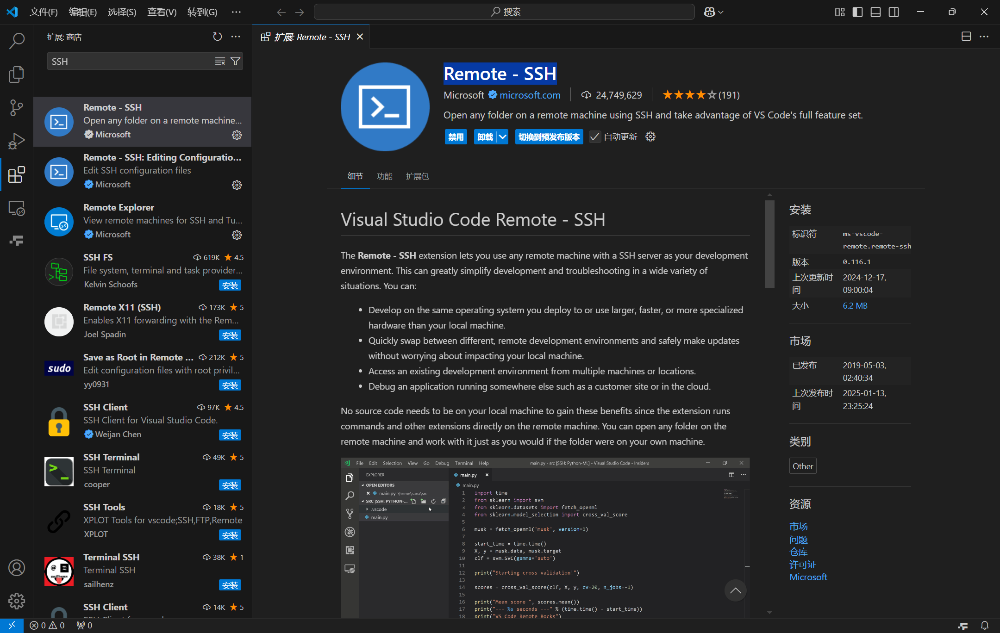 文件(F) 编辑(E) 选择(S) 查看(V) 转到(G) ···
搜索
扩展: 商店
SSH
Remote - SSH
Open any folder on a remote machine...
Microsoft
Remote - SSH: Editing Configuratio...
Edit SSH configuration files
Microsoft
Remote Explorer
View remote machines for SSH and Tu...
Microsoft
SSH FS 619K 4.5
File system, terminal and task provider...
Kelvin Schoofs 安装
Remote X11 (SSH) 173K 5
Enables X11 forwarding with the Rem...
Joel Spadin 安装
Save as Root in Remote ... 212K 5
sudo
Edit configuration files with root privil...
yy0931 安装
SSH Client 97K 4.5
SSH Client for Visual Studio Code.
Weijan Chen 安装
SSH Terminal 49K 5
SSH Terminal
cooper 安装
SSH Tools 18K 5
XPLOT Tools for vscode;SSH,FTP,Remote
XPLOT 安装
Terminal SSH 38K 1
Terminal SSH
sailhenz 安装
SSH Client 14K 5
扩展: Remote - SSH
Remote - SSH
Microsoft microsoft.com 24,749,629 (191)
Open any folder on a remote machine using SSH and take advantage of VS Code's full feature set.
禁用 卸载 切换到预发布版本 自动更新
细节 功能 扩展包
Visual Studio Code Remote - SSH
The Remote - SSH extension lets you use any remote machine with a SSH server as your development
environment. This can greatly simplify development and troubleshooting in a wide variety of
situations. You can:
• Develop on the same operating system you deploy to or use larger, faster, or more specialized
hardware than your local machine.
• Quickly swap between different, remote development environments and safely make updates
without worrying about impacting your local machine.
• Access an existing development environment from multiple machines or locations.
• Debug an application running somewhere else such as a customer site or in the cloud.
No source code needs to be on your local machine to gain these benefits since the extension runs
commands and other extensions directly on the remote machine. You can open any folder on the
remote machine and work with it just as you would if the folder were on your own machine.
File Edit Selection View Go Debug Terminal Help main.py - src [SSH: Python-ML] - Visual Studio Code - Insiders
EXPLORER
OPEN EDITORS
main.py \home\sana\src
SRC [SSH: PYTHON-...
.vscode
main.py
main.py
main.py
1 import time
2 from sklearn import svm
3 from sklearn.datasets import fetch_openml
4 from sklearn.model_selection import cross_val_score
5
6 musk = fetch_openml('musk', version=1)
7
8 start_time = time.time()
9 X, y = musk.data, musk.target
10 clf = svm.SVC(gamma='auto')
11
12 print("Starting cross validation!")
13
14 scores = cross_val_score(clf, X, y, cv=20, n_jobs=-1)
15
16 print("Mean score ", scores.mean())
17 print("--- %s seconds ---" % (time.time() - start_time))
18 print("VS Code Remote Rocks")
安装
标识符 ms-vscode-
remote.remote-ssh
版本 0.116.1
上次更新时 2024-12-17,
间 09:00:04
大小 6.2 MB
市场
已发布 2019-05-03,
02:40:34
上次发布时 2025-01-13,
间 23:25:24
类别
Other
资源
市场
问题
仓库
许可证
Microsoft
0 0 0